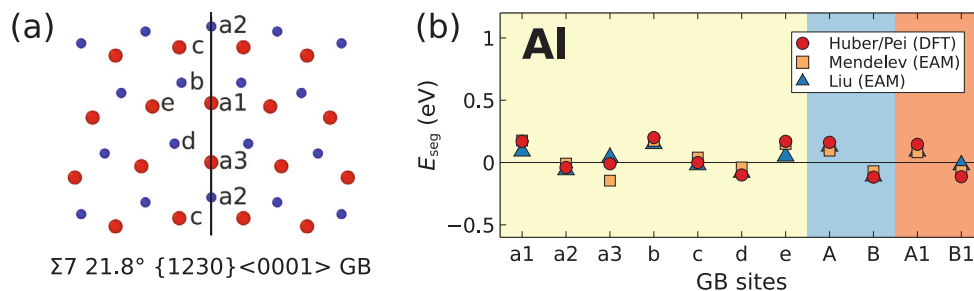 (a)
a2
c
b
e
a1
d
a3
a2
c
Σ7 21.8° {1230}<0001> GB
(b)
Al
Huber/Pei (DFT)
Mendelev (EAM)
Liu (EAM)
E_seg (eV)
1
0.5
0
−0.5
a1 a2 a3 b c d e A B A1 B1
GB sites